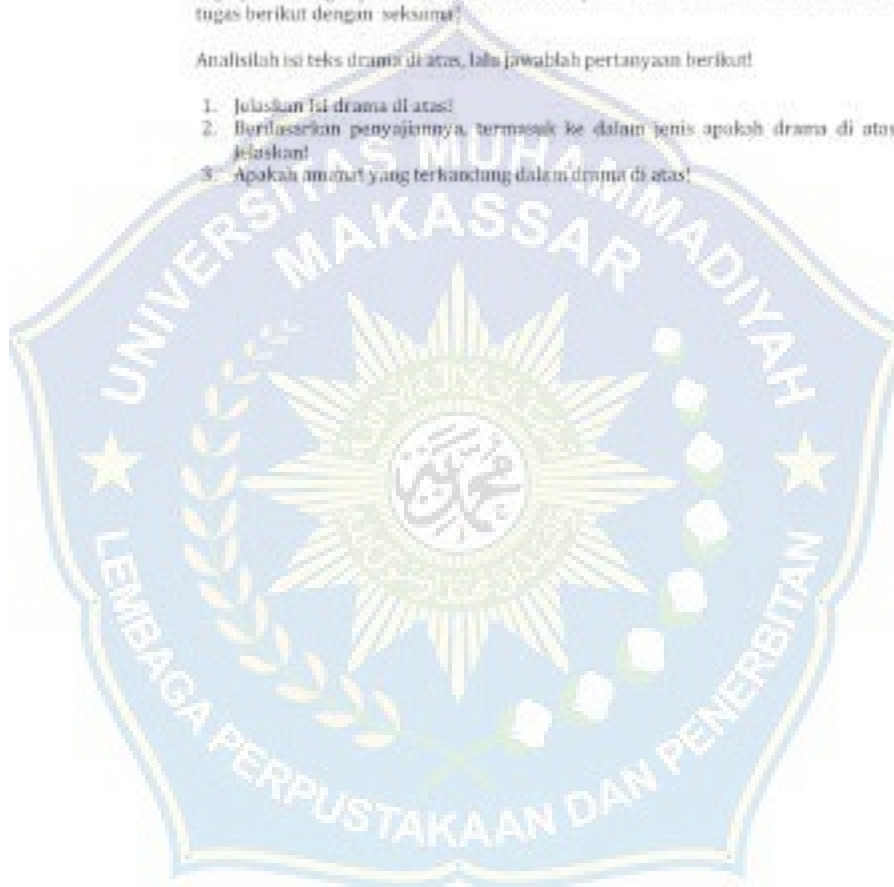 tugas berikut dengan seksama!
Analisilah isi teks drama di atas, lalu jawablah pertanyaan berikut!
1. Jelaskan Isi drama di atas!
2. Berdasarkan penyajiannya, termasuk ke dalam jenis apakah drama di atas
jelaskan!
3. Apakah amanat yang terkandung dalam drama di atas!
UNIVERSITAS MUHAMMADIYAH
MAKASSAR
محمد
LEMBAGA PERPUSTAKAAN DAN PENERBITAN